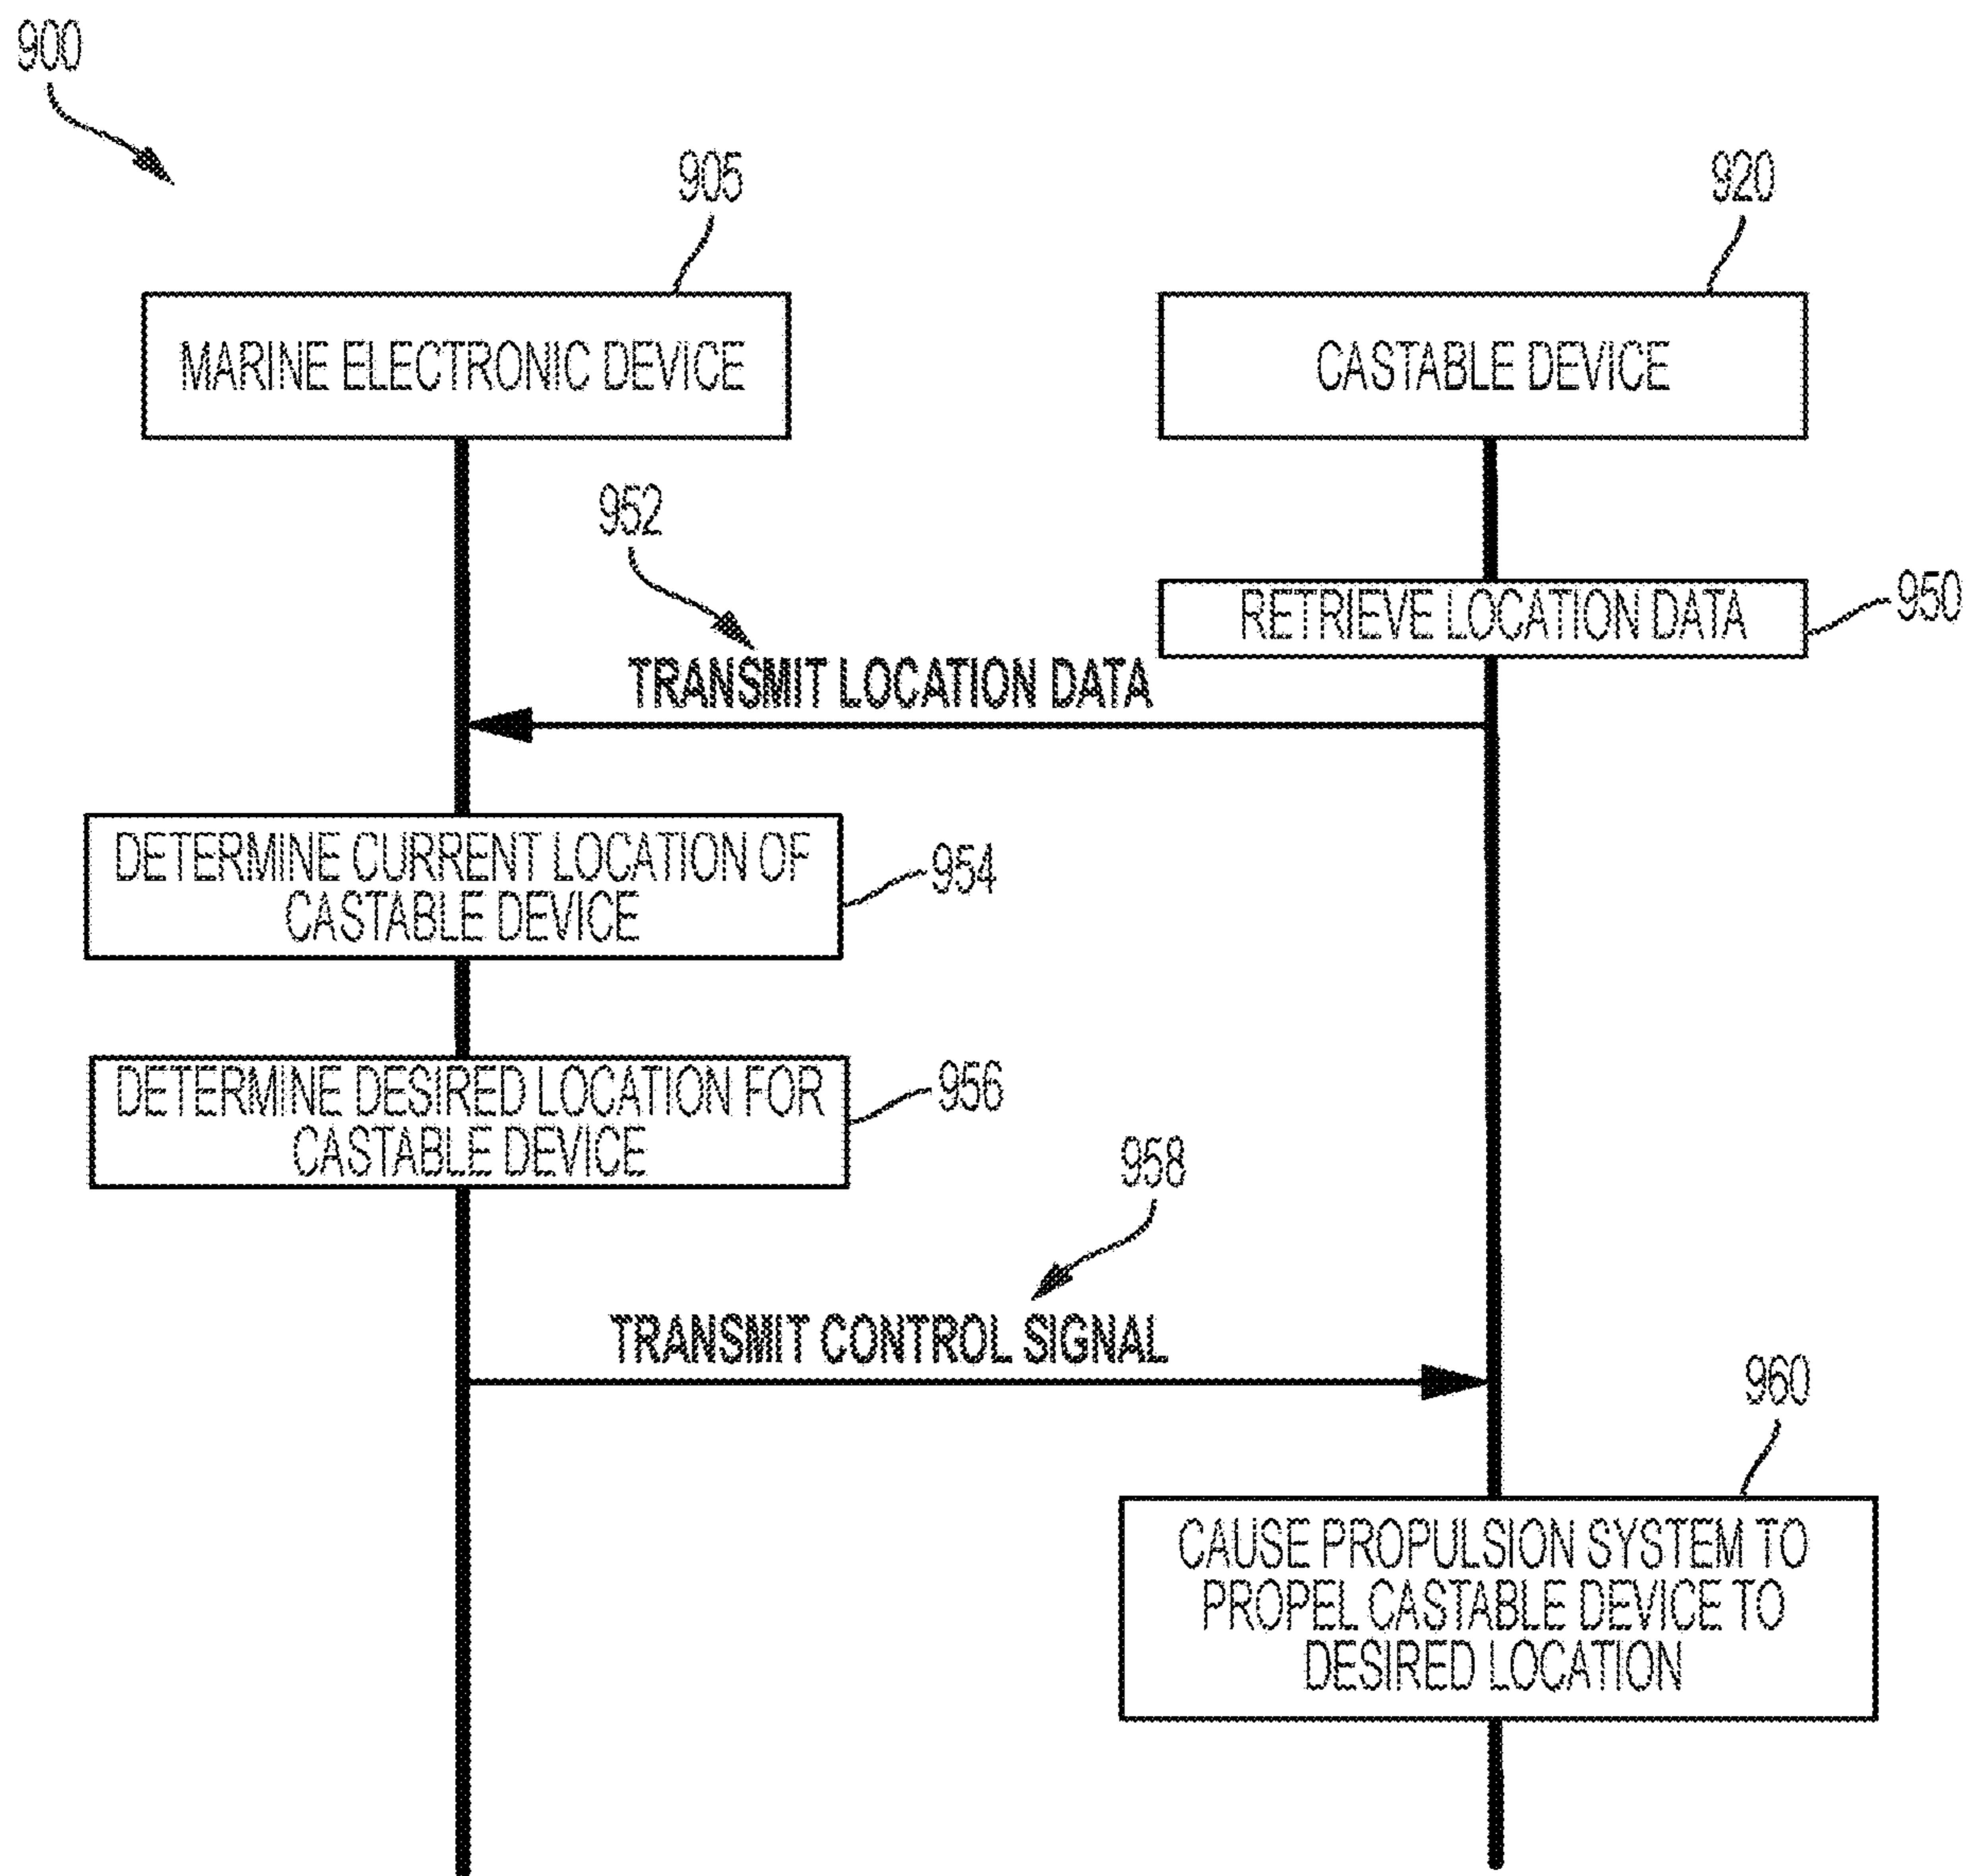 900
905
920
MARINE ELECTRONIC DEVICE
CASTABLE DEVICE
952
RETRIEVE LOCATION DATA
950
TRANSMIT LOCATION DATA
DETERMINE CURRENT LOCATION OF
CASTABLE DEVICE
954
DETERMINE DESIRED LOCATION FOR
CASTABLE DEVICE
956
958
TRANSMIT CONTROL SIGNAL
960
CAUSE PROPULSION SYSTEM TO
PROPEL CASTABLE DEVICE TO
DESIRED LOCATION